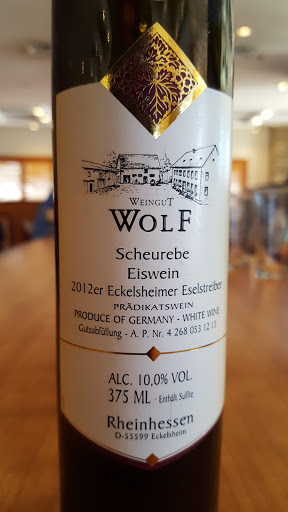 WEINGUT
WOLF
Scheurebe
Eiswein
2012er Eckelsheimer Eselstreiber
PRÄDIKATSWEIN
PRODUCE OF GERMANY - WHITE WINE
Gutsabfüllung - A. P. Nr. 4 268 053 12 13
ALC. 10,0% VOL.
375 ML - Enthält Sulfite
Rheinhessen
D-55599 Eckelsheim